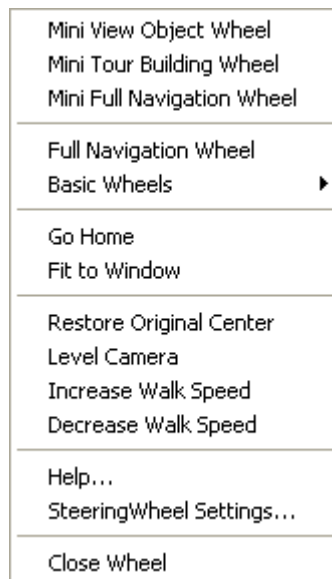 Mini View Object Wheel
Mini Tour Building Wheel
Mini Full Navigation Wheel
Full Navigation Wheel
Basic Wheels
Go Home
Fit to Window
Restore Original Center
Level Camera
Increase Walk Speed
Decrease Walk Speed
Help...
SteeringWheel Settings...
Close Wheel